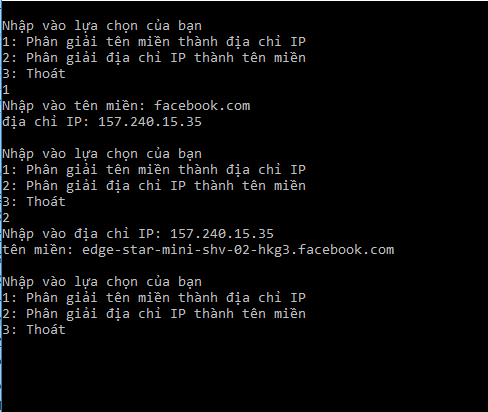 Nhập vào lựa chọn của bạn
1: Phân giải tên miền thành địa chỉ IP
2: Phân giải địa chỉ IP thành tên miền
3: Thoát
1
Nhập vào tên miền: facebook.com
địa chỉ IP: 157.240.15.35
Nhập vào lựa chọn của bạn
1: Phân giải tên miền thành địa chỉ IP
2: Phân giải địa chỉ IP thành tên miền
3: Thoát
2
Nhập vào địa chỉ IP: 157.240.15.35
tên miền: edge-star-mini-shv-02-hkg3.facebook.com
Nhập vào lựa chọn của bạn
1: Phân giải tên miền thành địa chỉ IP
2: Phân giải địa chỉ IP thành tên miền
3: Thoát